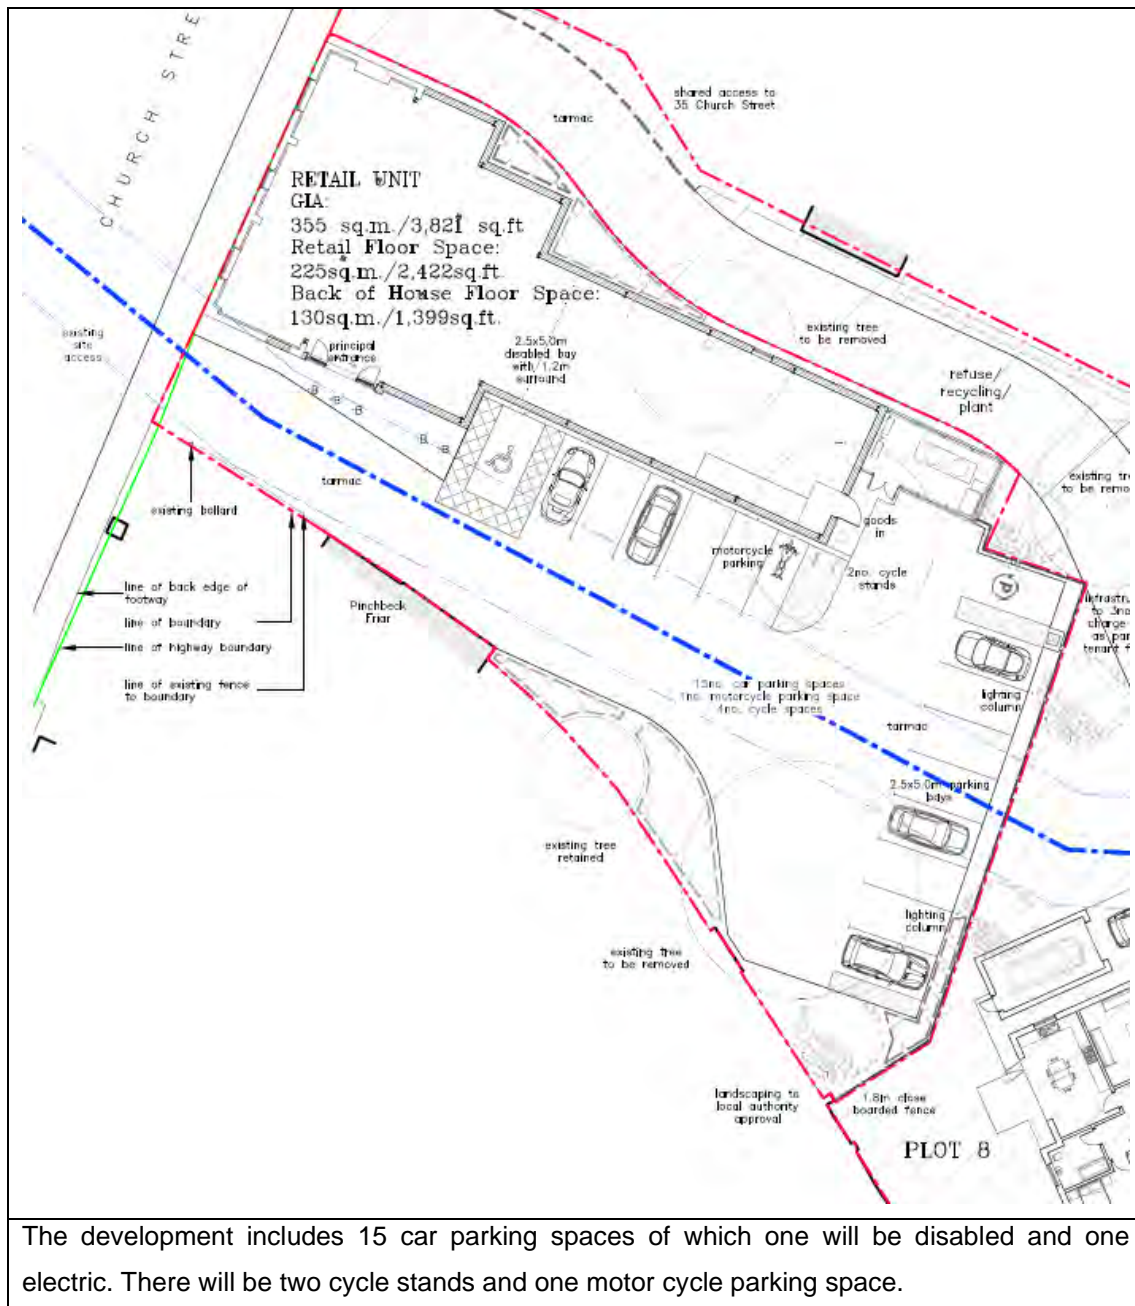 CHURCH STRE
shared access to
35 Church Street
tarmac
RETAIL UNIT
GIA:
355 sq.m./3,821 sq.ft
Retail Floor Space:
225sq.m./2,422sq.ft.
Back of House Floor Space:
130sq.m./1,399sq.ft.
existing
site
access
principal
entrance
2.5x5.0m
disabled bay
with 1.2m
surround
existing tree
to be removed
refuse/
recycling/
plant
existing tre
to be remo
tarmac
existing bollard
goods
in
motorcycle
parking
2no. cycle
stands
line of back edge of
footway
line of boundary
line of highway boundary
line of existing fence
to boundary
Pinchbeck
Friar
infrastru
to 3no
charge
as par
tenant f
P
lighting
column
15no. car parking spaces
1no. motorcycle parking space
4no. cycle spaces
tarmac
2.5x5.0m parking
bays
existing tree
retained
lighting
column
existing tree
to be removed
landscaping to
local authority
approval
1.8m close
boarded fence
PLOT 8
The development includes 15 car parking spaces of which one will be disabled and one
electric. There will be two cycle stands and one motor cycle parking space.